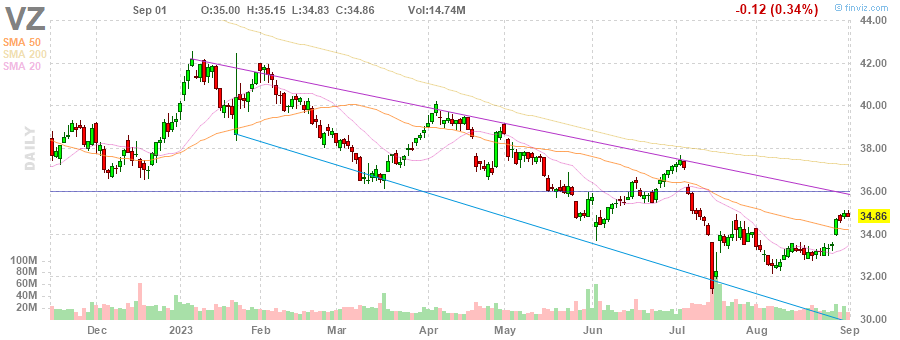 VZ
Sep 01 O:35.00 H:35.15 L:34.83 C:34.86 Vol:14.74M
-0.12 (0.34%)
© finviz.com
SMA 50
SMA 200
SMA 20
DAILY
44.00
42.00
40.00
38.00
36.00
34.86
34.00
32.00
30.00
100M
80M
60M
40M
20M
Dec 2023 Feb Mar Apr May Jun Jul Aug Sep